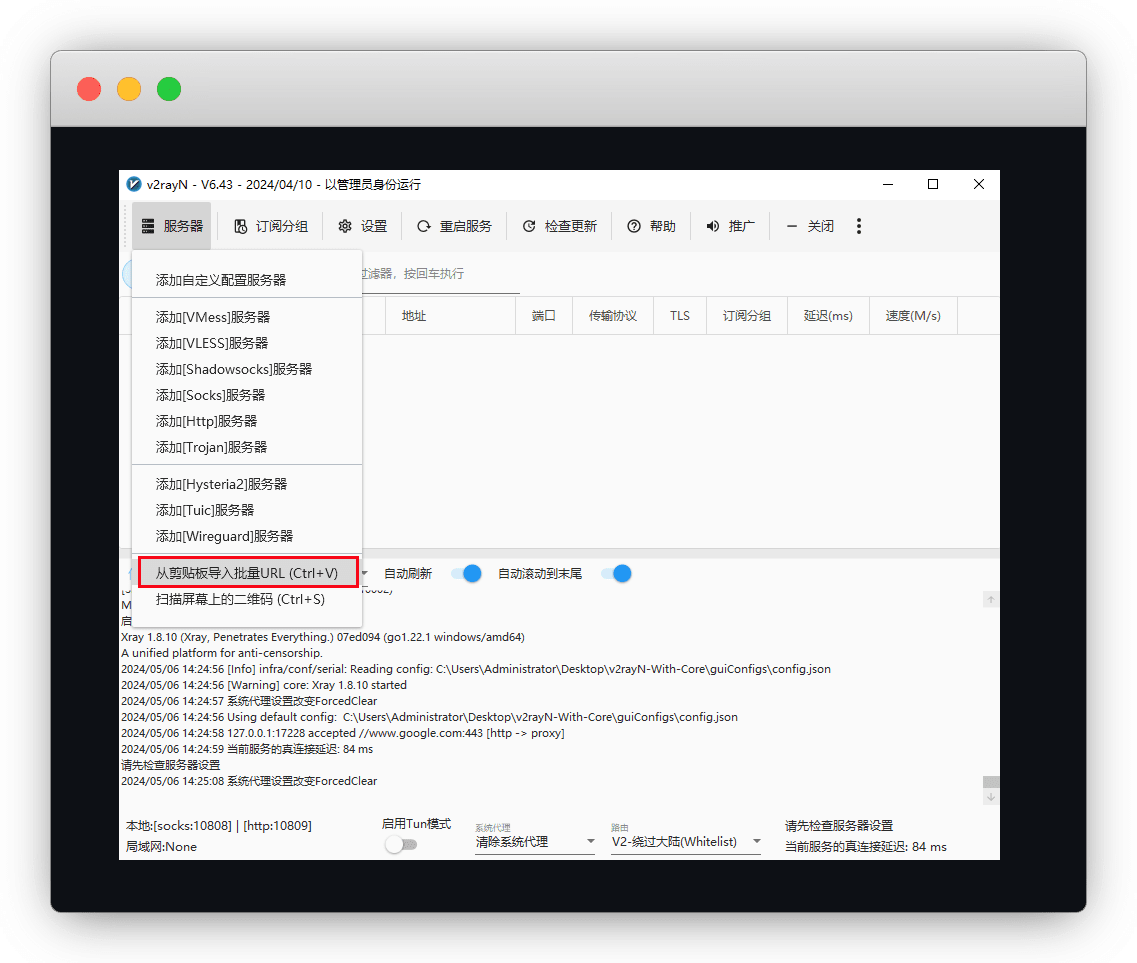 v2rayN - V6.43 - 2024/04/10 - 以管理员身份运行
服务器 订阅分组 设置 重启服务 检查更新 帮助 推广 关闭
添加自定义配置服务器
过滤器，按回车执行
添加[VMess]服务器
地址 端口 传输协议 TLS 订阅分组 延迟(ms) 速度(M/s)
添加[VLESS]服务器
添加[Shadowsocks]服务器
添加[Socks]服务器
添加[Http]服务器
添加[Trojan]服务器
添加[Hysteria2]服务器
添加[Tuic]服务器
添加[Wireguard]服务器
从剪贴板导入批量URL (Ctrl+V)
自动刷新 自动滚动到末尾
扫描屏幕上的二维码 (Ctrl+S)
启
Xray 1.8.10 (Xray, Penetrates Everything.) 07ed094 (go1.22.1 windows/amd64)
A unified platform for anti-censorship.
2024/05/06 14:24:56 [Info] infra/conf/serial: Reading config: C:\Users\Administrator\Desktop\v2rayN-With-Core\guiConfigs\config.json
2024/05/06 14:24:56 [Warning] core: Xray 1.8.10 started
2024/05/06 14:24:57 系统代理设置改变ForcedClear
2024/05/06 14:24:56 Using default config:  C:\Users\Administrator\Desktop\v2rayN-With-Core\guiConfigs\config.json
2024/05/06 14:24:58 127.0.0.1:17228 accepted //www.google.com:443 [http -> proxy]
2024/05/06 14:24:59 当前服务的真连接延迟: 84 ms
请先检查服务器设置
2024/05/06 14:25:08 系统代理设置改变ForcedClear
本地:[socks:10808] | [http:10809]
局域网:None
启用Tun模式
系统代理
清除系统代理
路由
V2-绕过大陆(Whitelist)
请先检查服务器设置
当前服务的真连接延迟: 84 ms